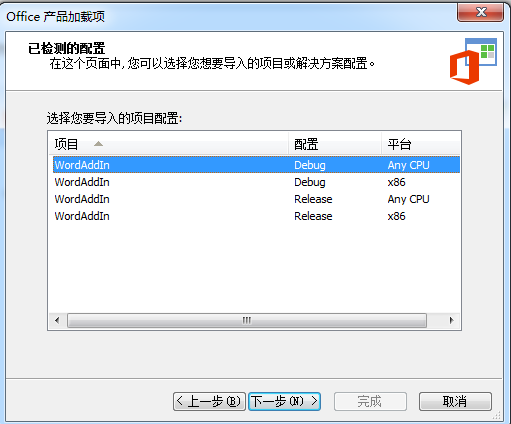 Office 产品加载项
已检测的配置
在这个页面中,您可以选择您想要导入的项目或解决方案配置。
选择您要导入的项目配置:
项目 配置 平台
WordAddIn Debug Any CPU
WordAddIn Debug x86
WordAddIn Release Any CPU
WordAddIn Release x86
< 上一步(B) 下一步(N) > 完成 取消